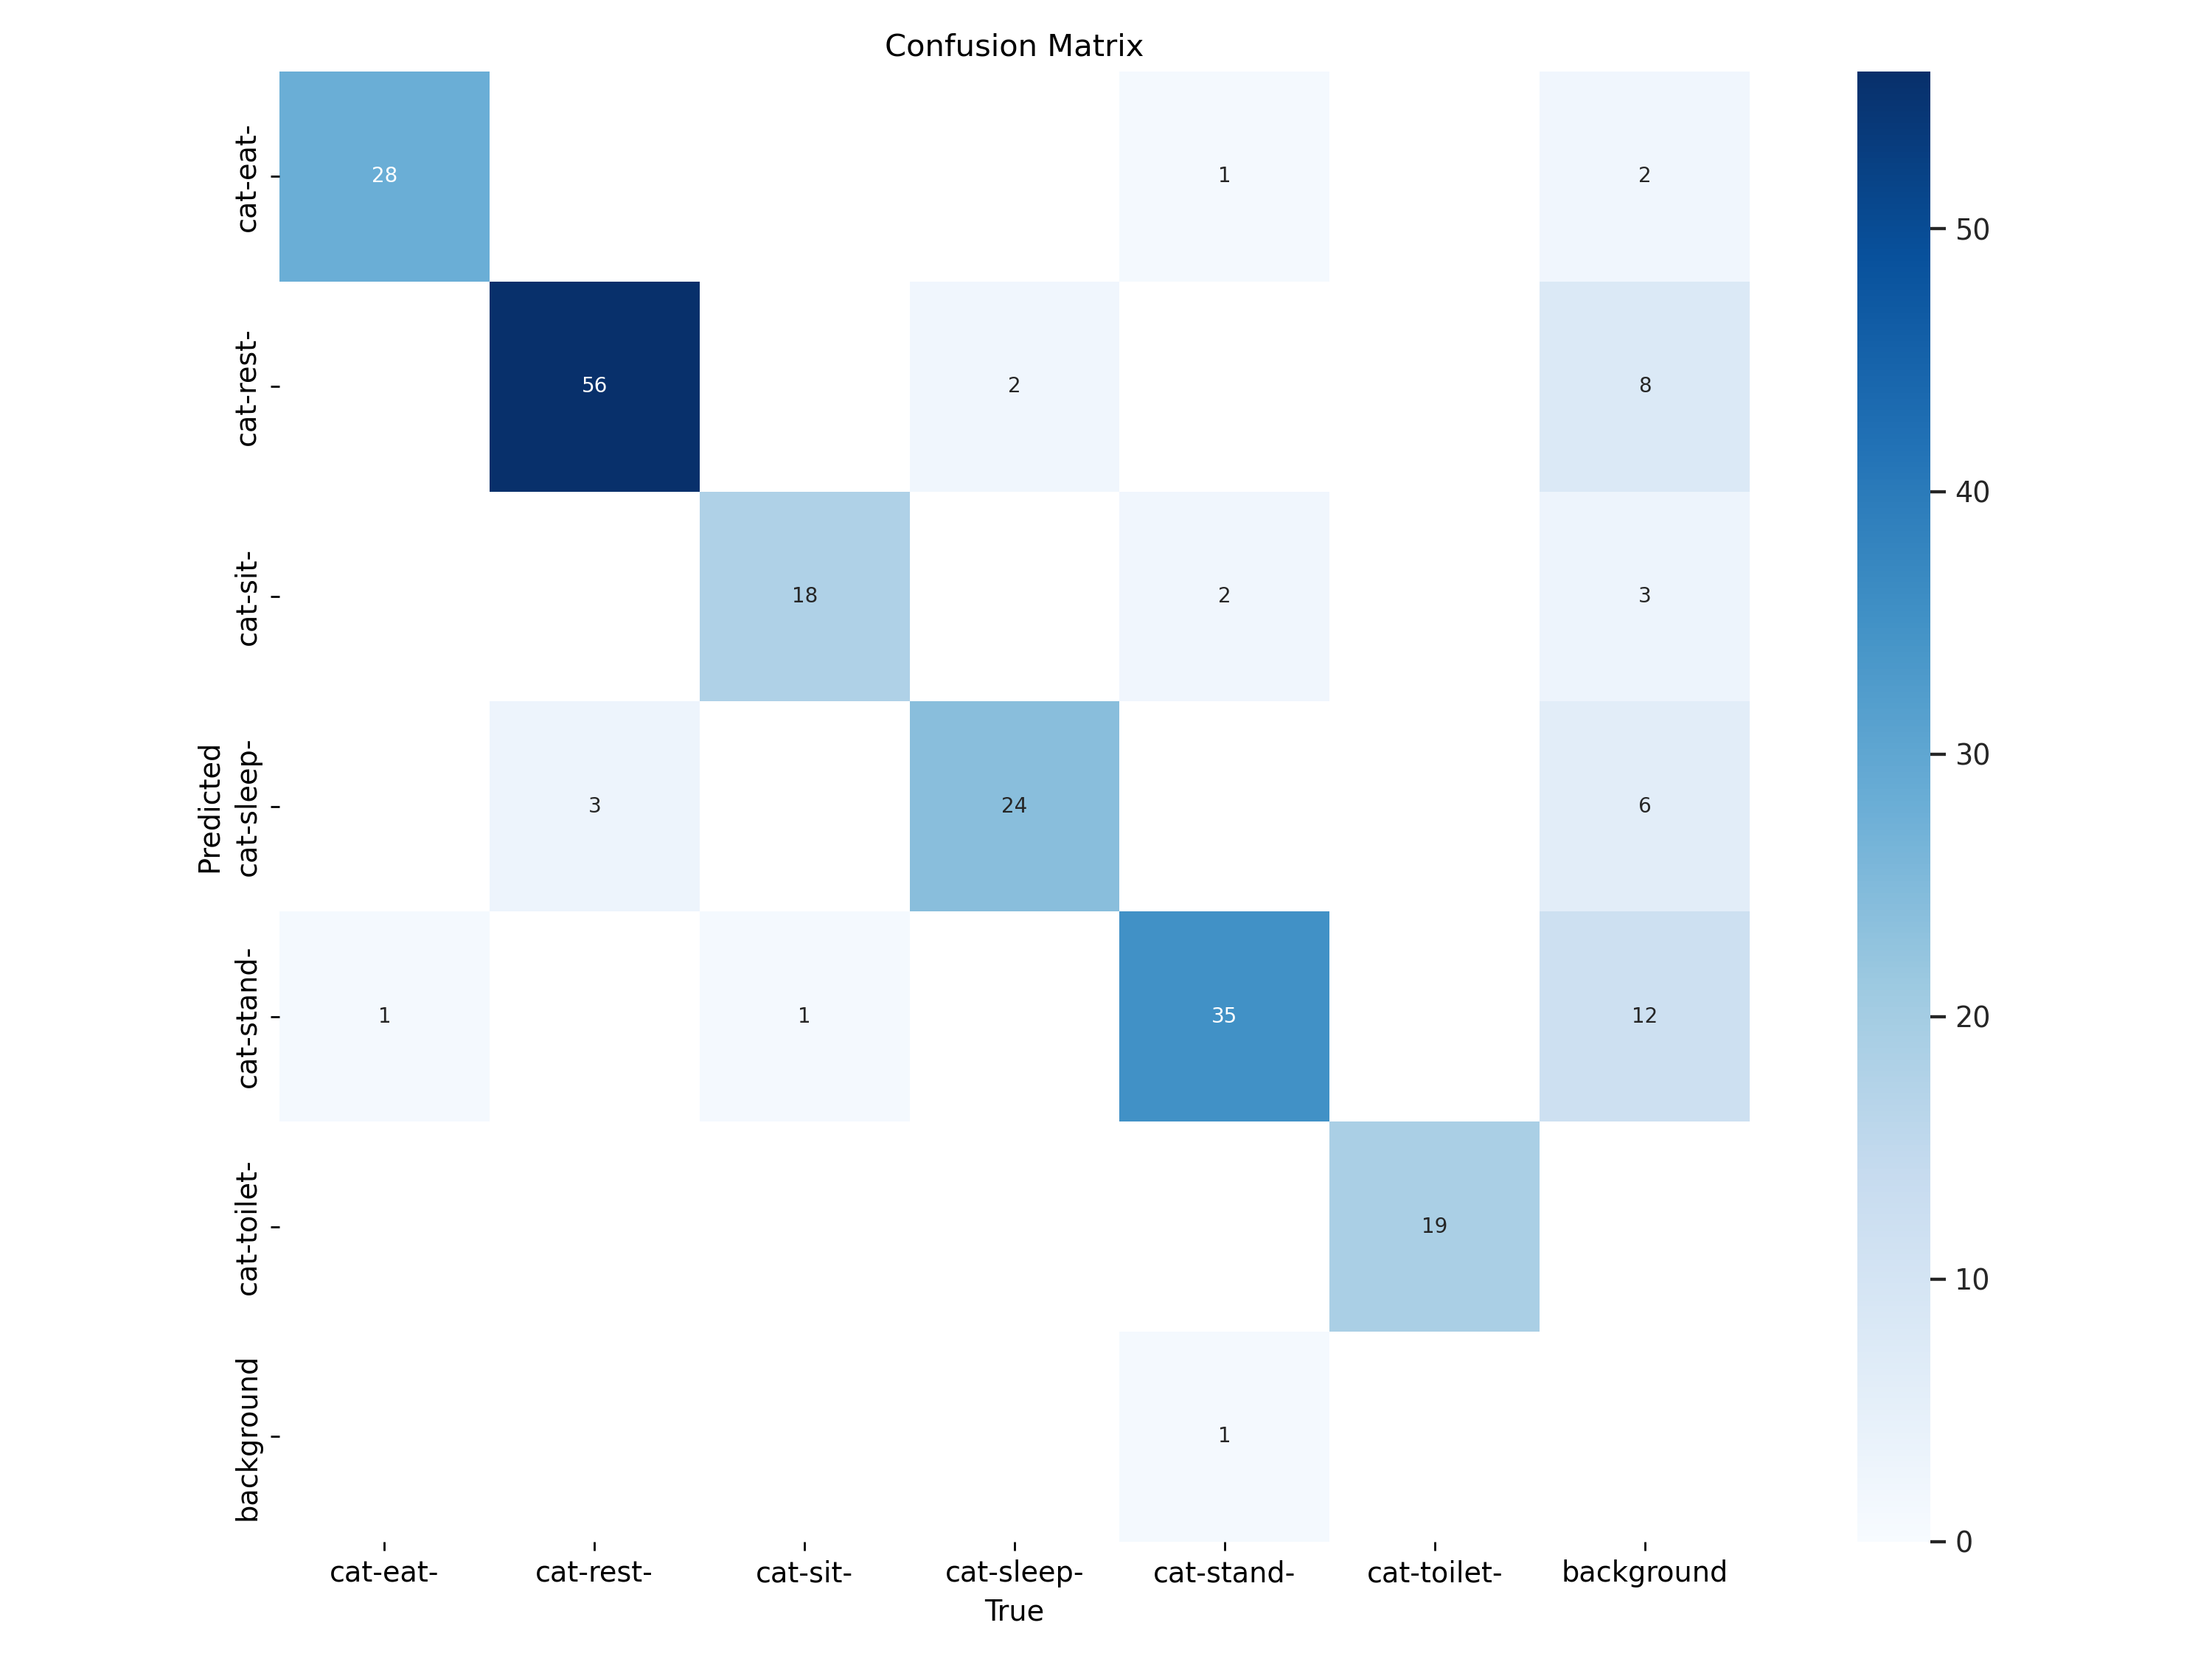 Confusion Matrix
cat-eat-
28
1
2
cat-rest-
56
2
8
cat-sit-
18
2
3
Predicted
cat-sleep-
3
24
6
cat-stand-
1
1
35
12
cat-toilet-
19
background
1
cat-eat-
cat-rest-
cat-sit-
cat-sleep-
cat-stand-
cat-toilet-
background
True
50
40
30
20
10
0